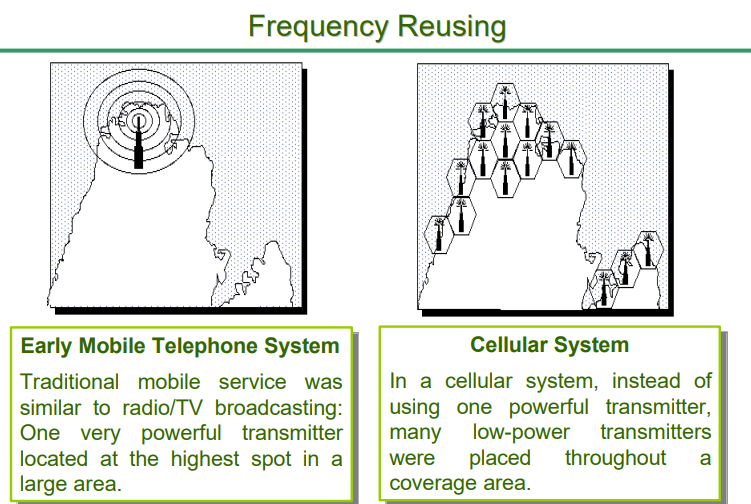 Frequency Reusing
Early Mobile Telephone System
Traditional mobile service was
similar to radio/TV broadcasting:
One very powerful transmitter
located at the highest spot in a
large area.
Cellular System
In a cellular system, instead of
using one powerful transmitter,
many low-power transmitters
were placed throughout a
coverage area.